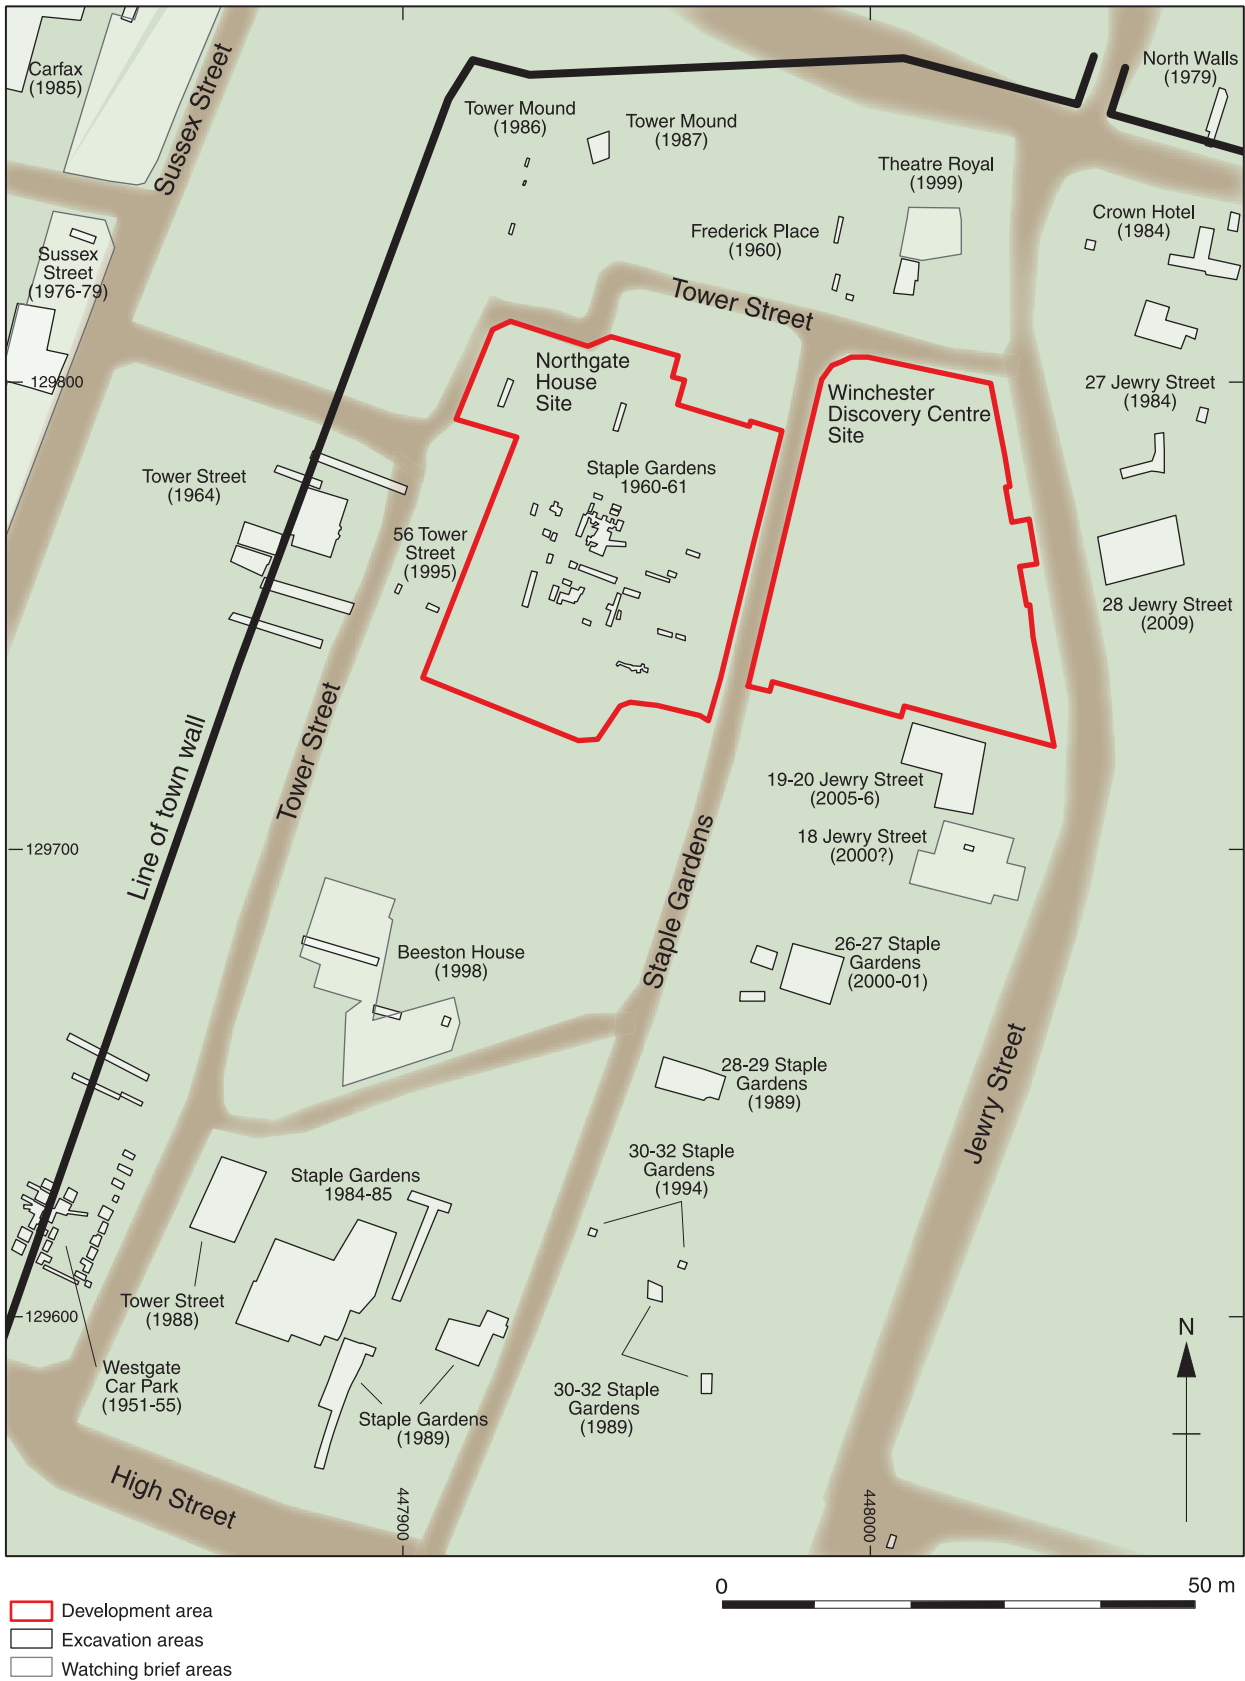 Carfax
(1985)
Sussex Street
North Walls
(1979)
Tower Mound
(1986)
Tower Mound
(1987)
Theatre Royal
(1999)
Crown Hotel
(1984)
Frederick Place
(1960)
Sussex
Street
(1976-79)
Tower Street
Northgate
House
Site
129800
27 Jewry Street
(1984)
Winchester
Discovery Centre
Site
Tower Street
(1964)
Staple Gardens
1960-61
56 Tower
Street
(1995)
28 Jewry Street
(2009)
Line of town wall
Tower Street
19-20 Jewry Street
(2005-6)
129700
18 Jewry Street
(2000?)
Staple Gardens
Beeston House
(1998)
26-27 Staple
Gardens
(2000-01)
Jewry Street
28-29 Staple
Gardens
(1989)
30-32 Staple
Gardens
(1994)
Staple Gardens
1984-85
Tower Street
(1988)
129600
N
Westgate
Car Park
(1951-55)
30-32 Staple
Gardens
(1989)
Staple Gardens
(1989)
High Street
447900
448000
0
50 m
Development area
Excavation areas
Watching brief areas